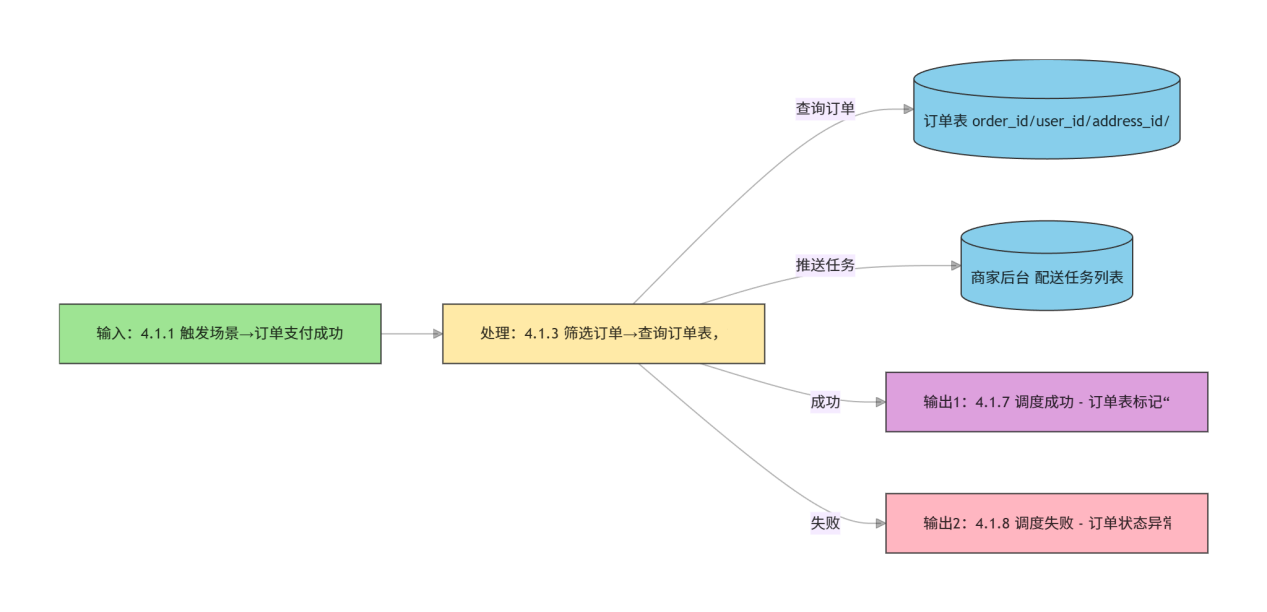 查询订单
订单表 order_id/user_id/address_id/
推送任务
商家后台 配送任务列表
输入：4.1.1 触发场景→订单支付成功
处理：4.1.3 筛选订单→查询订单表，
成功
输出1：4.1.7 调度成功 - 订单表标记“
失败
输出2：4.1.8 调度失败 - 订单状态异常